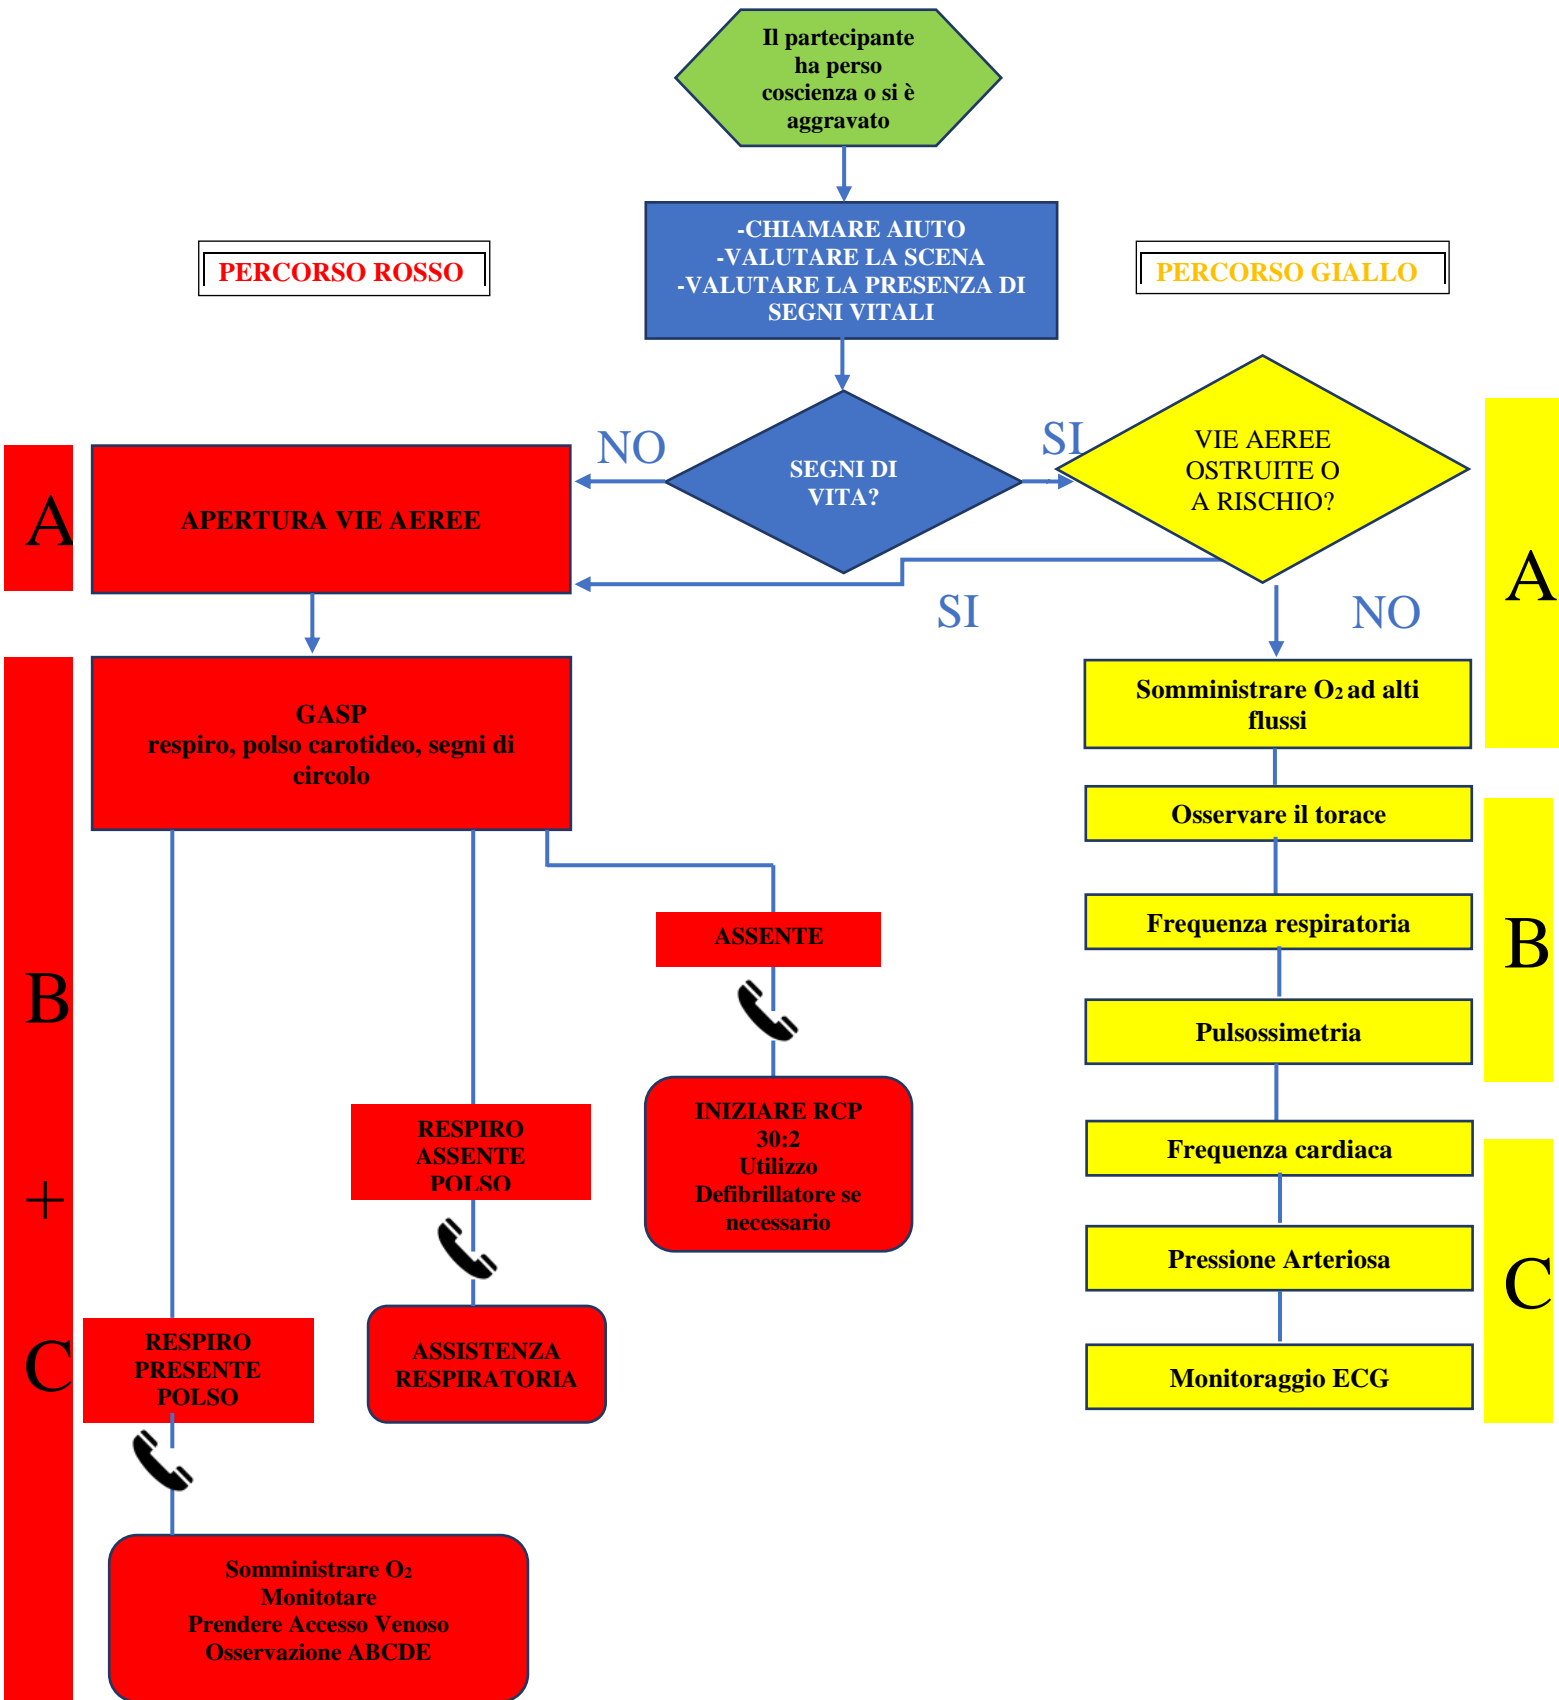 Il partecipante
ha perso
coscienza o si è
aggravato
-CHIAMARE AIUTO
-VALUTARE LA SCENA
-VALUTARE LA PRESENZA DI
SEGNI VITALI
PERCORSO ROSSO
PERCORSO GIALLO
SEGNI DI
VITA?
NO
SI
VIE AEREE
OSTRUITE O
A RISCHIO?
SI
NO
A
APERTURA VIE AEREE
B
+
C
GASP
respiro, polso carotideo, segni di
circolo
ASSENTE
INIZIARE RCP
30:2
Utilizzo
Defibrillatore se
necessario
RESPIRO
ASSENTE
POLSO
ASSISTENZA
RESPIRATORIA
RESPIRO
PRESENTE
POLSO
Somministrare O₂
Monitotare
Prendere Accesso Venoso
Osservazione ABCDE
A
Somministrare O₂ ad alti
flussi
B
Osservare il torace
Frequenza respiratoria
Pulsossimetria
C
Frequenza cardiaca
Pressione Arteriosa
Monitoraggio ECG